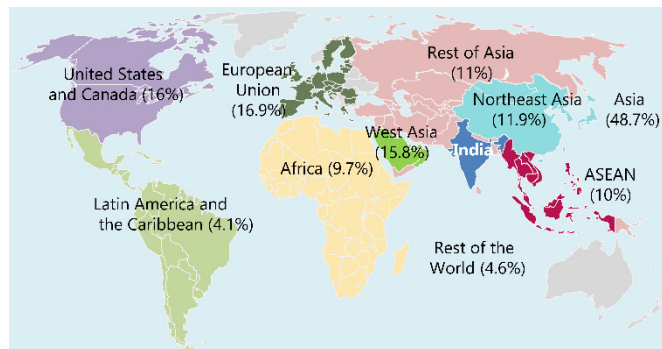 United States
and Canada (16%)
European
Union
(16.9%)
Rest of Asia
(11%)
Northeast Asia
(11.9%)
Asia
(48.7%)
West Asia
(15.8%)
India
Africa (9.7%)
ASEAN
(10%)
Latin America and
the Caribbean (4.1%)
Rest of the
World (4.6%)